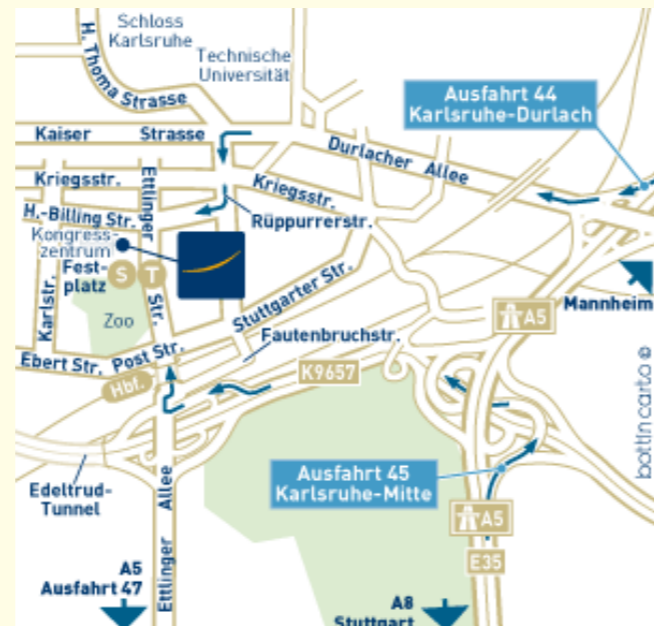 Schloss
Karlsruhe
H. Thoma Strasse
Technische
Universität
Ausfahrt 44
Karlsruhe-Durlach
Kaiser Strasse
Durlacher Allee
Kriegsstr.
Ettlinger
Kriegsstr.
H.-Billing Str.
Rüppurrerstr.
Kongress-
zentrum
Fest-
platz
S
T
Str.
Karlstr.
Zoo
Stuttgarter Str.
Mannheim
A5
Fautenbruchstr.
Ebert Str.
Post Str.
Hbf.
K9657
bottin carto ©
Ausfahrt 45
Karlsruhe-Mitte
Edeltrud-
Tunnel
Ettlinger Allee
A5
E35
A5
Ausfahrt 47
A8
Stuttgart